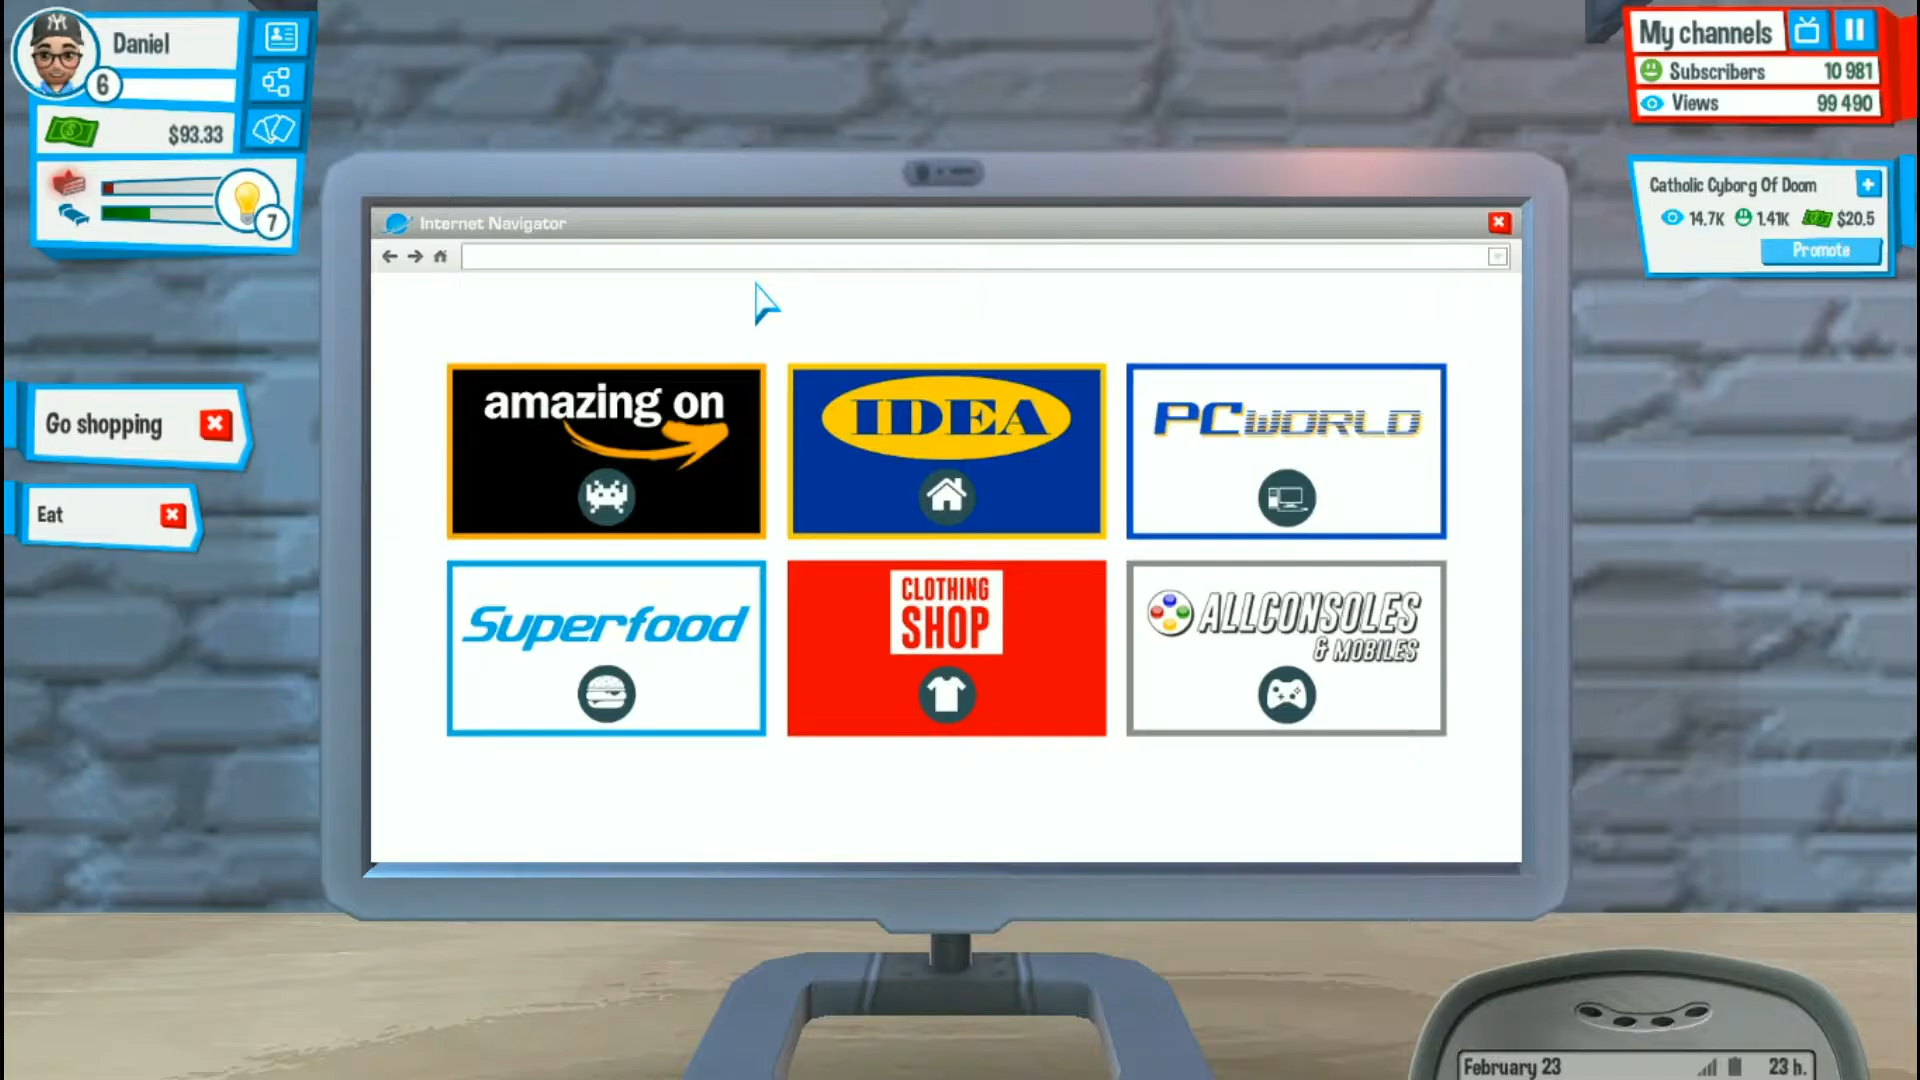 Daniel
6
$93.33
7
My channels
Subscribers 10 981
Views 99 490
Catholic Cyborg Of Doom
14.7K 1.41K $20.5
Promote
Go shopping
Eat
Internet Navigator
amazing on
IDEA
PC WORLD
Superfood
CLOTHING
SHOP
ALLCONSOLES
& MOBILES
February 23 23 h.